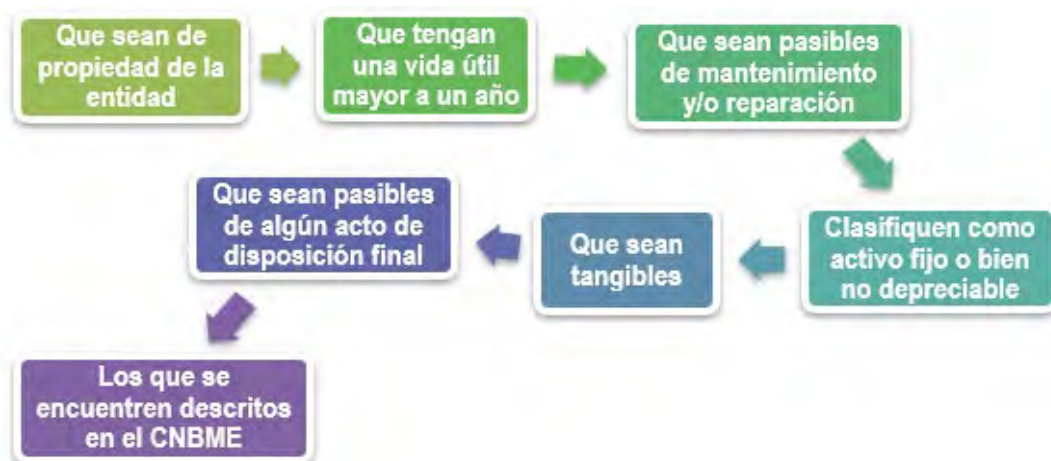 Que sean de
propiedad de la
entidad
Que tengan
una vida útil
mayor a un año
Que sean pasibles
de mantenimiento
y/o reparación
Clasifiquen como
activo fijo o bien
no depreciable
Que sean
tangibles
Que sean pasibles
de algún acto de
disposición final
Los que se
encuentren descritos
en el CNBME